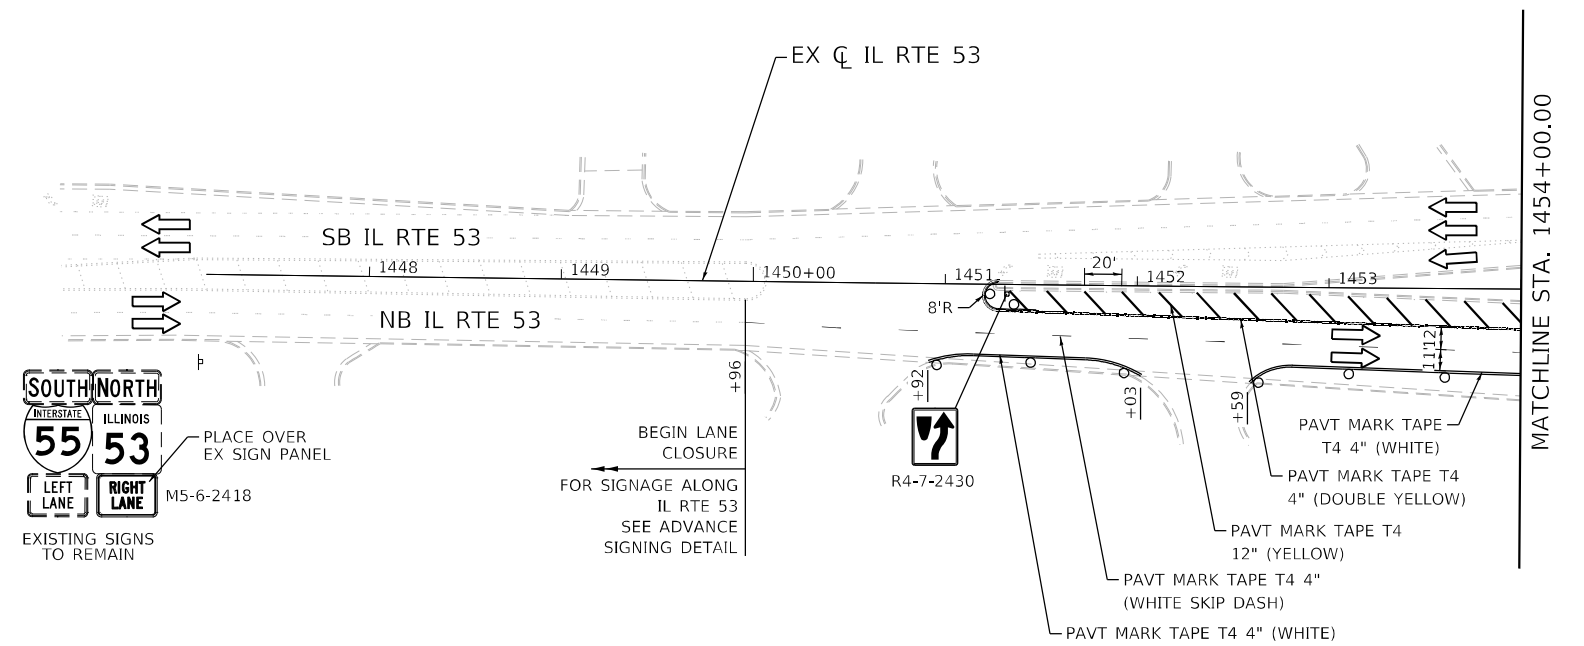 EX ℄ IL RTE 53
MATCHLINE STA. 1454+00.00
SB IL RTE 53
1448
1449
1450+00
1451
20'
1452
1453
8'R
NB IL RTE 53
12'
11'
+96
+92
+03
+59
SOUTH
NORTH
INTERSTATE
55
ILLINOIS
53
LEFT
LANE
RIGHT
LANE
PLACE OVER
EX SIGN PANEL
M5-6-2418
EXISTING SIGNS
TO REMAIN
BEGIN LANE
CLOSURE
FOR SIGNAGE ALONG
IL RTE 53
SEE ADVANCE
SIGNING DETAIL
R4-7-2430
PAVT MARK TAPE
T4 4" (WHITE)
PAVT MARK TAPE T4
4" (DOUBLE YELLOW)
PAVT MARK TAPE T4
12" (YELLOW)
PAVT MARK TAPE T4 4"
(WHITE SKIP DASH)
PAVT MARK TAPE T4 4" (WHITE)